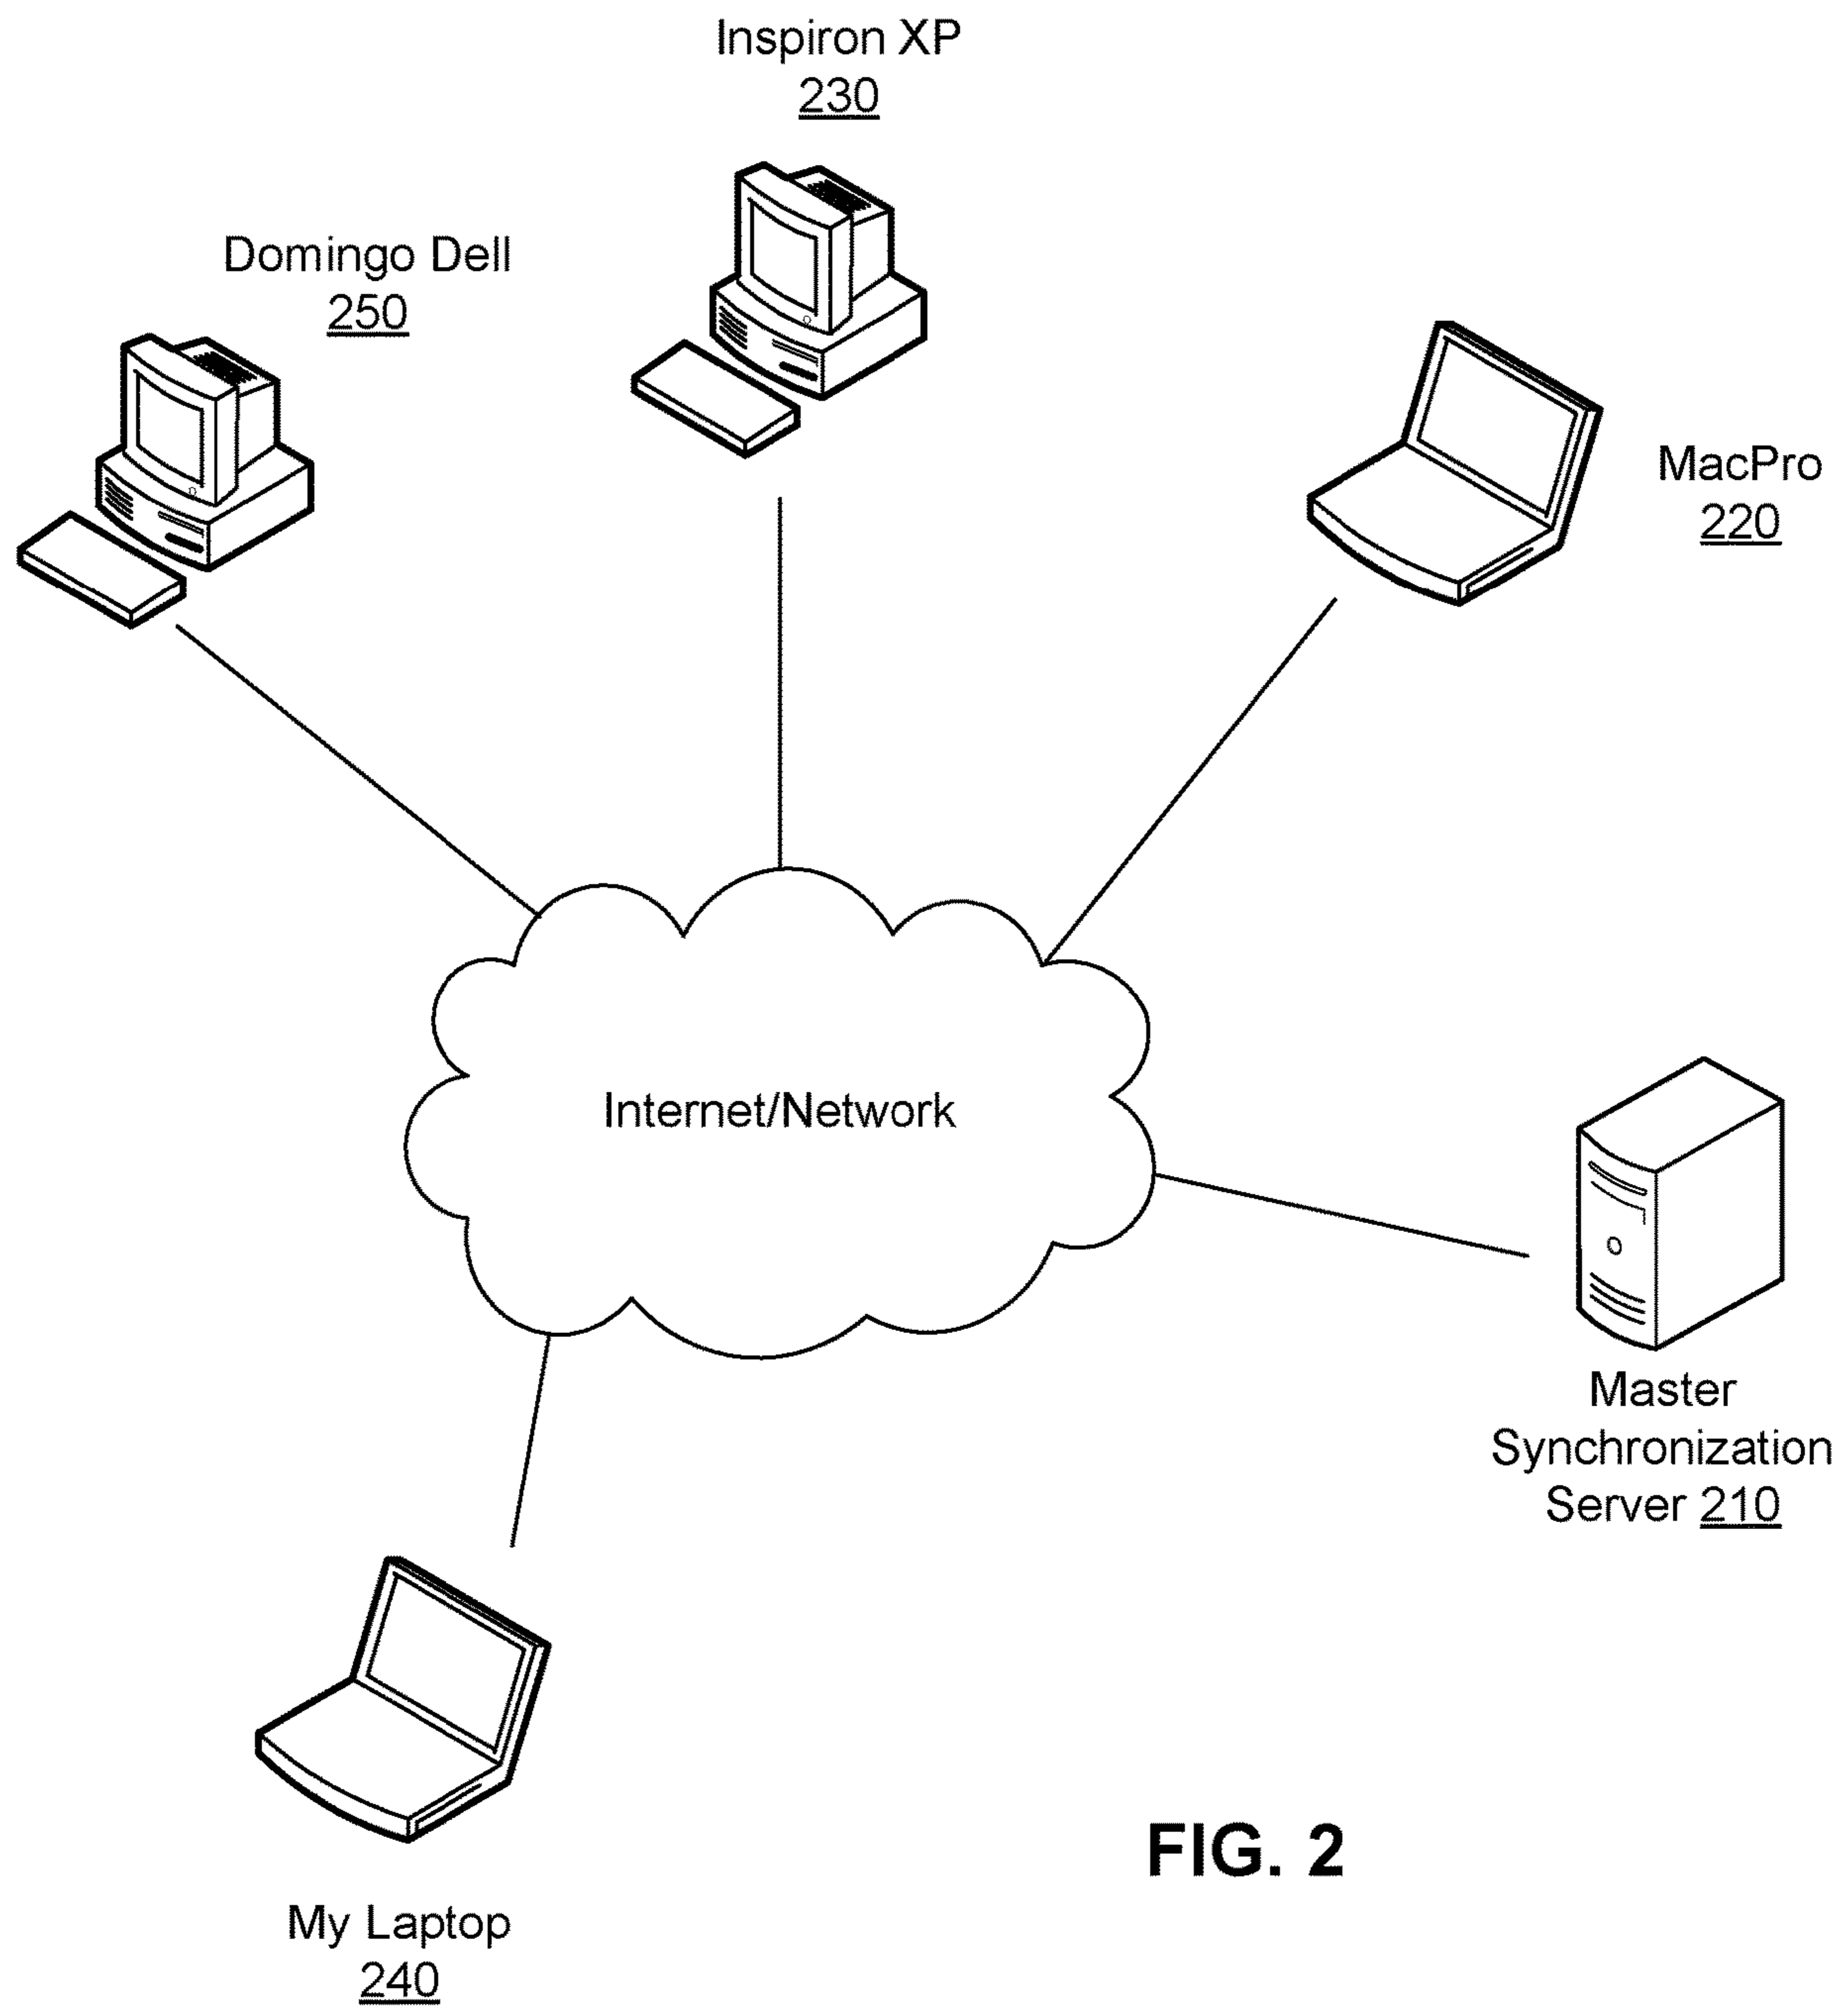 Inspiron XP
230
Domingo Dell
250
MacPro
220
Internet/Network
Master
Synchronization
Server 210
My Laptop
240
FIG. 2